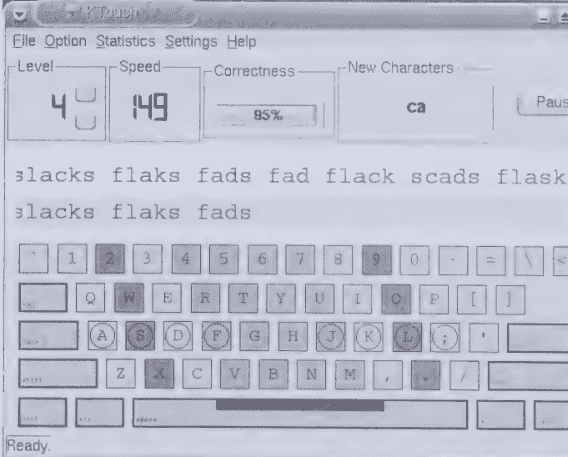 KTouch
File Option Statistics Settings Help
Level Speed Correctness New Characters
4 149 85% ca Paus
slacks flaks fads fad flack scads flask
slacks flaks fads
` 1 2 3 4 5 6 7 8 9 0 - = \
Q W E R T Y U I O P [ ]
A S D F G H J K L ; '
Z X C V B N M , . /
space
Ready.